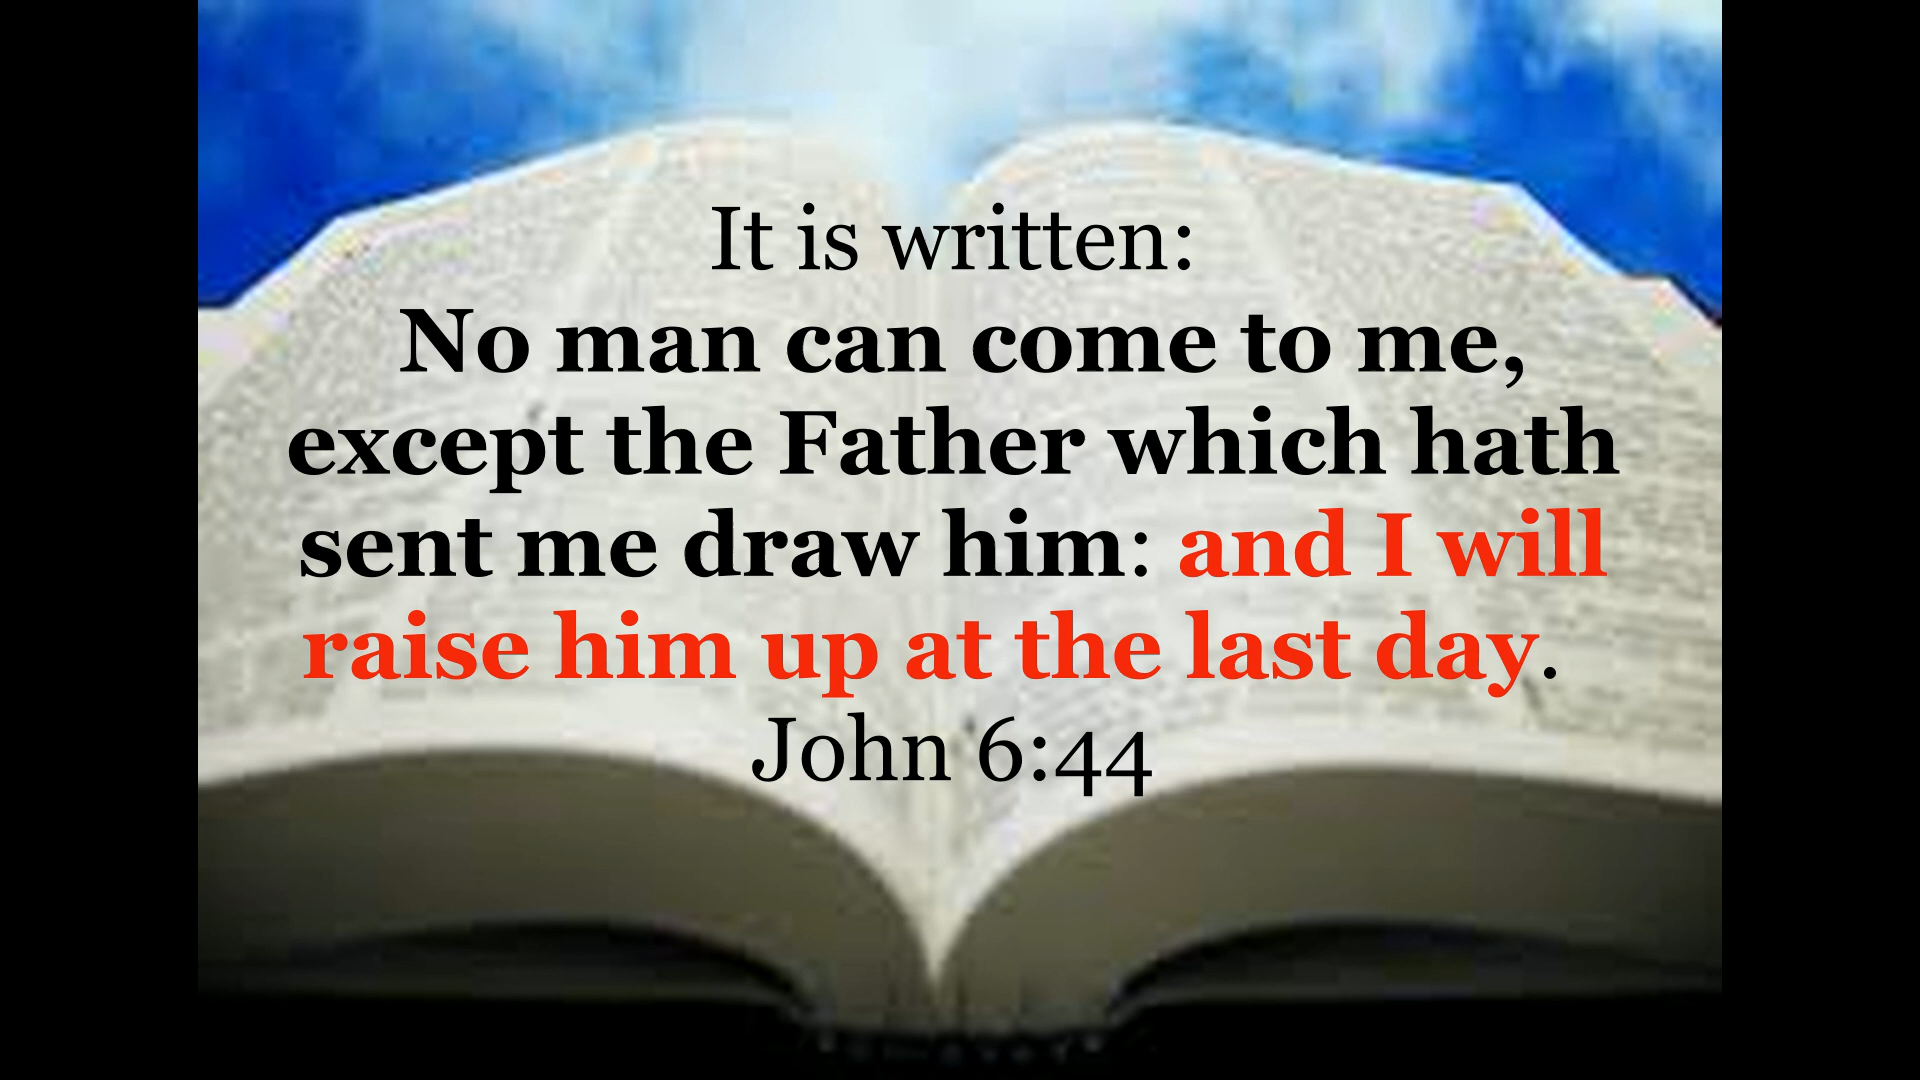 It is written:
No man can come to me,
except the Father which hath
sent me draw him: and I will
raise him up at the last day.
John 6:44